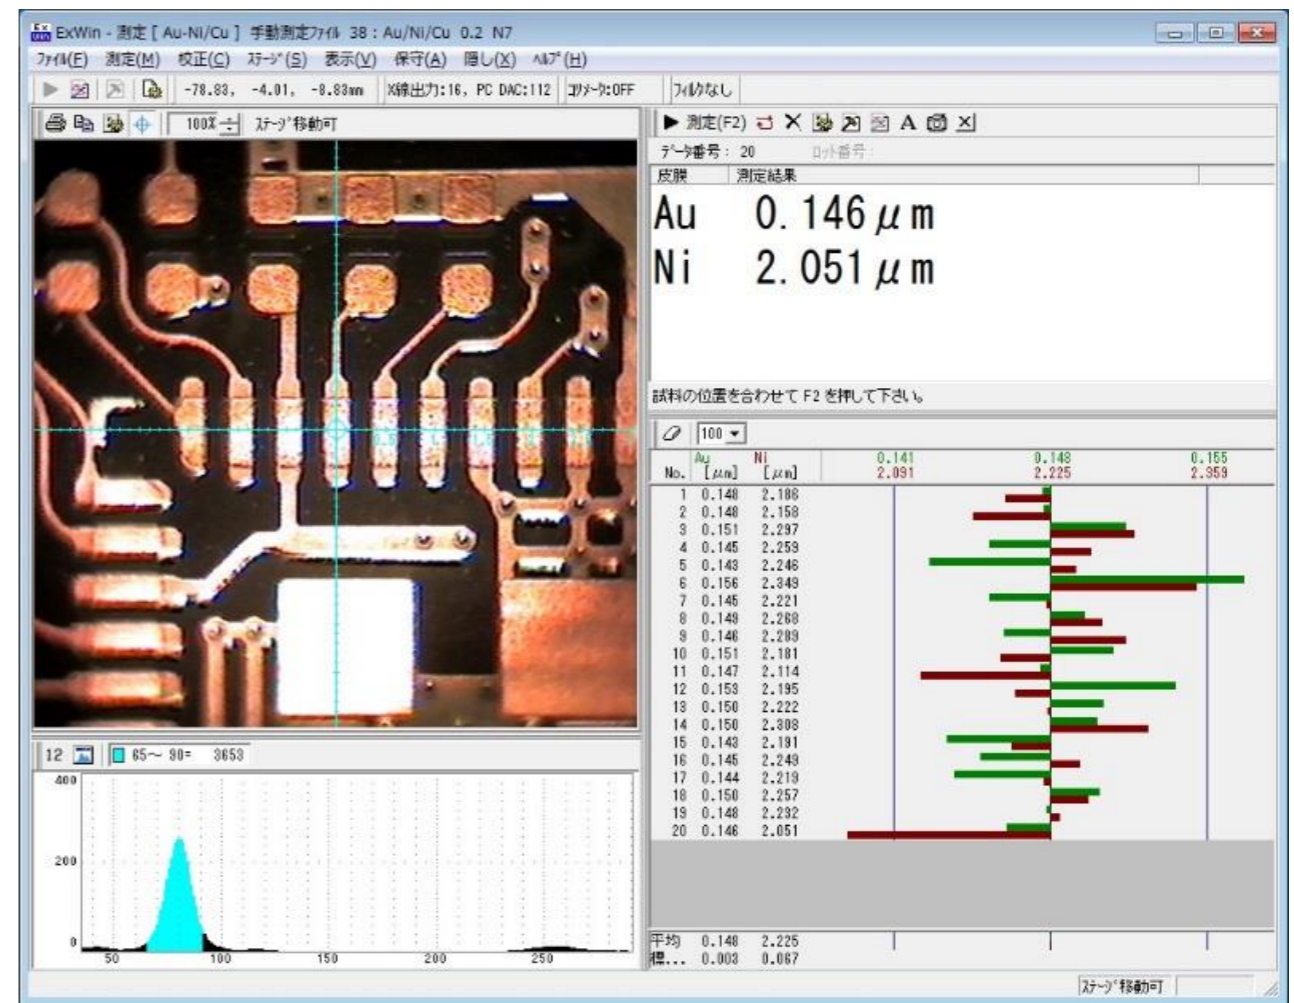 ExWin - 測定 [ Au-Ni/Cu ] 手動測定ファイル 38 : Au/Ni/Cu 0.2 N7
ファイル(F) 測定(M) 校正(C) ステージ(S) 表示(V) 保守(A) 隠し(X) ヘルプ(H)
-78.83, -4.01, -8.83mm X線出力:16, PC DAC:112 コリメータ:OFF フィルタなし
100% ステージ移動可
測定(F2)
データ番号: 20 ロット番号:
皮膜 測定結果
Au 0.146μm
Ni 2.051μm
試料の位置を合わせて F2 を押して下さい。
100
Au Ni 0.141 0.148 0.155
No. [μm] [μm] 2.091 2.225 2.359
1 0.148 2.186
2 0.148 2.158
3 0.151 2.297
4 0.145 2.259
5 0.143 2.246
6 0.156 2.349
7 0.145 2.221
8 0.149 2.268
9 0.146 2.289
10 0.151 2.181
11 0.147 2.114
12 0.153 2.195
13 0.150 2.222
14 0.150 2.308
15 0.143 2.191
16 0.145 2.249
17 0.144 2.219
18 0.150 2.257
19 0.148 2.232
20 0.146 2.051
平均 0.148 2.225
標... 0.003 0.067
12 65~ 90= 3653
400
200
0
50 100 150 200 250
ステージ移動可